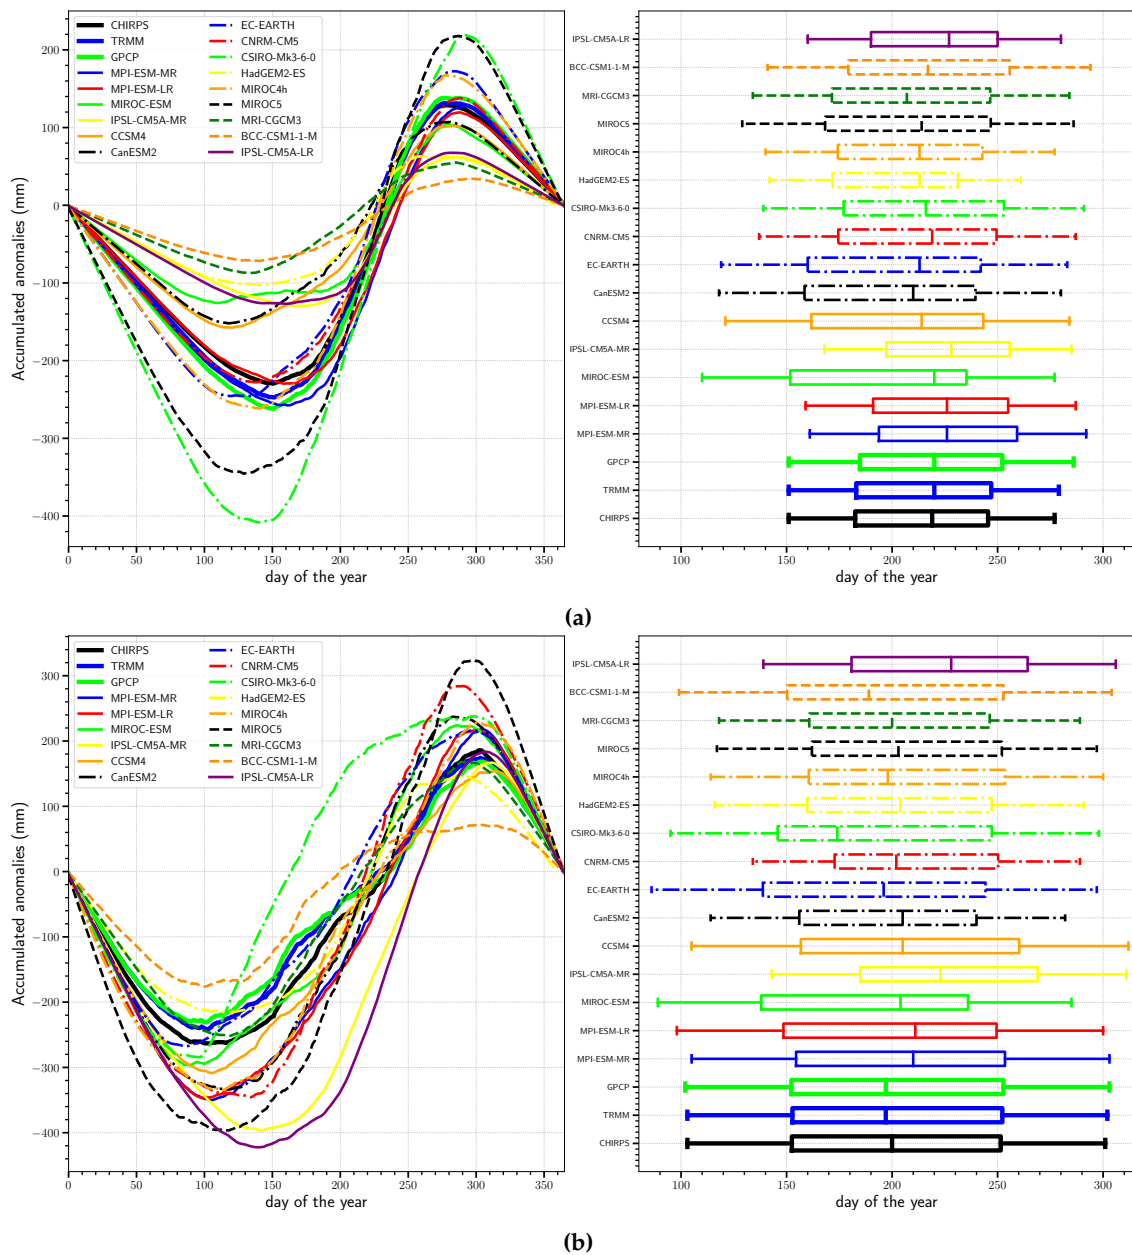 CHIRPS
TRMM
GPCP
MPI-ESM-MR
MPI-ESM-LR
MIROC-ESM
IPSL-CM5A-MR
CCSM4
CanESM2
EC-EARTH
CNRM-CM5
CSIRO-Mk3-6-0
HadGEM2-ES
MIROC4h
MIROC5
MRI-CGCM3
BCC-CSM1-1-M
IPSL-CM5A-LR
Accumulated anomalies (mm)
200
100
0
−100
−200
−300
−400
0 50 100 150 200 250 300 350
day of the year
IPSL-CM5A-LR
BCC-CSM1-1-M
MRI-CGCM3
MIROC5
MIROC4h
HadGEM2-ES
CSIRO-Mk3-6-0
CNRM-CM5
EC-EARTH
CanESM2
CCSM4
IPSL-CM5A-MR
MIROC-ESM
MPI-ESM-LR
MPI-ESM-MR
GPCP
TRMM
CHIRPS
100 150 200 250 300
day of the year
(a)
CHIRPS
TRMM
GPCP
MPI-ESM-MR
MPI-ESM-LR
MIROC-ESM
IPSL-CM5A-MR
CCSM4
CanESM2
EC-EARTH
CNRM-CM5
CSIRO-Mk3-6-0
HadGEM2-ES
MIROC4h
MIROC5
MRI-CGCM3
BCC-CSM1-1-M
IPSL-CM5A-LR
Accumulated anomalies (mm)
300
200
100
0
−100
−200
−300
−400
0 50 100 150 200 250 300 350
day of the year
IPSL-CM5A-LR
BCC-CSM1-1-M
MRI-CGCM3
MIROC5
MIROC4h
HadGEM2-ES
CSIRO-Mk3-6-0
CNRM-CM5
EC-EARTH
CanESM2
CCSM4
IPSL-CM5A-MR
MIROC-ESM
MPI-ESM-LR
MPI-ESM-MR
GPCP
TRMM
CHIRPS
100 150 200 250 300
day of the year
(b)